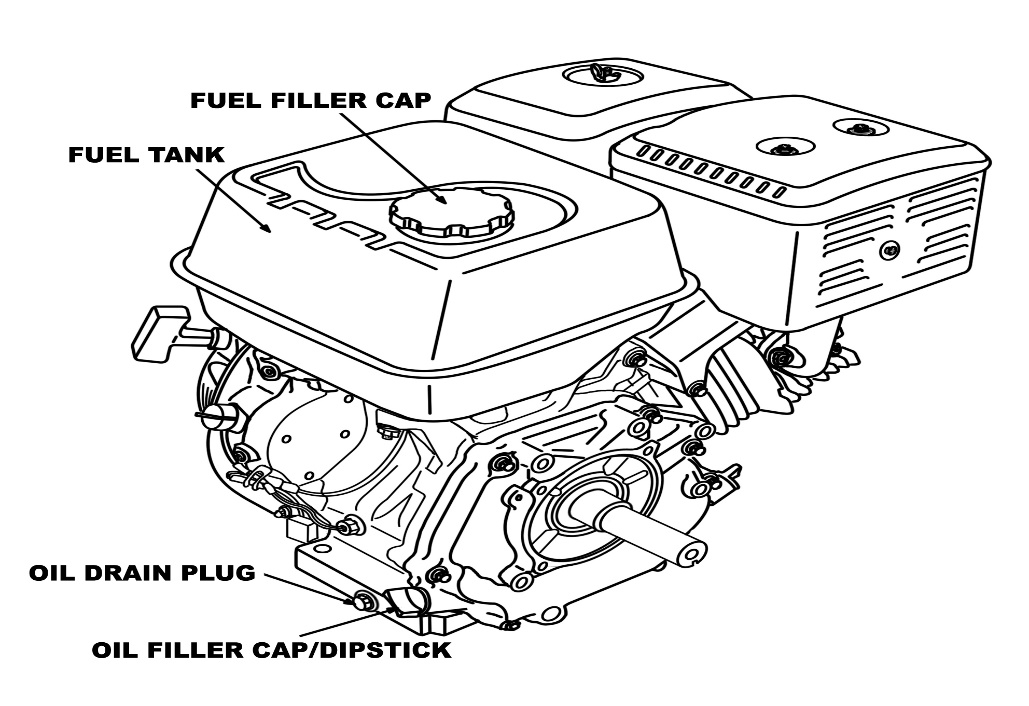 FUEL FILLER CAP
FUEL TANK
OIL DRAIN PLUG
OIL FILLER CAP/DIPSTICK